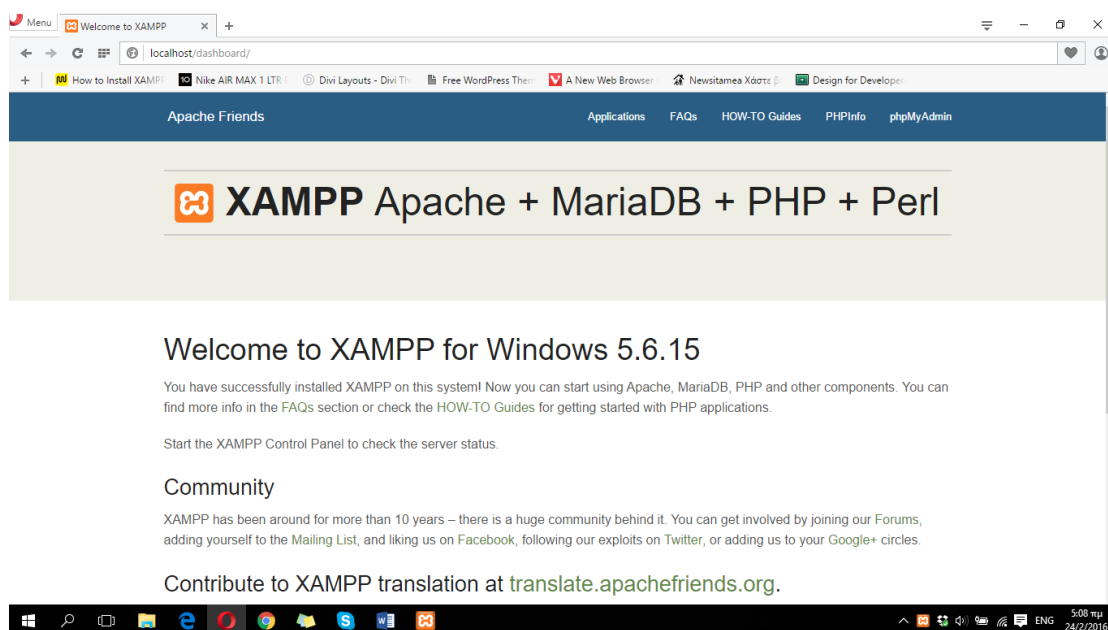 Menu
Welcome to XAMPP
localhost/dashboard/
How to Install XAMP
Nike AIR MAX 1 LTR
Divi Layouts - Divi Th
Free WordPress Them
A New Web Browser
Newsitamea Χάστε β
Design for Developer
Apache Friends
Applications FAQs HOW-TO Guides PHPInfo phpMyAdmin
XAMPP Apache + MariaDB + PHP + Perl
Welcome to XAMPP for Windows 5.6.15
You have successfully installed XAMPP on this system! Now you can start using Apache, MariaDB, PHP and other components. You can
find more info in the FAQs section or check the HOW-TO Guides for getting started with PHP applications.
Start the XAMPP Control Panel to check the server status.
Community
XAMPP has been around for more than 10 years – there is a huge community behind it. You can get involved by joining our Forums,
adding yourself to the Mailing List, and liking us on Facebook, following our exploits on Twitter, or adding us to your Google+ circles.
Contribute to XAMPP translation at translate.apachefriends.org.
ENG
5:08 πμ
24/2/2016